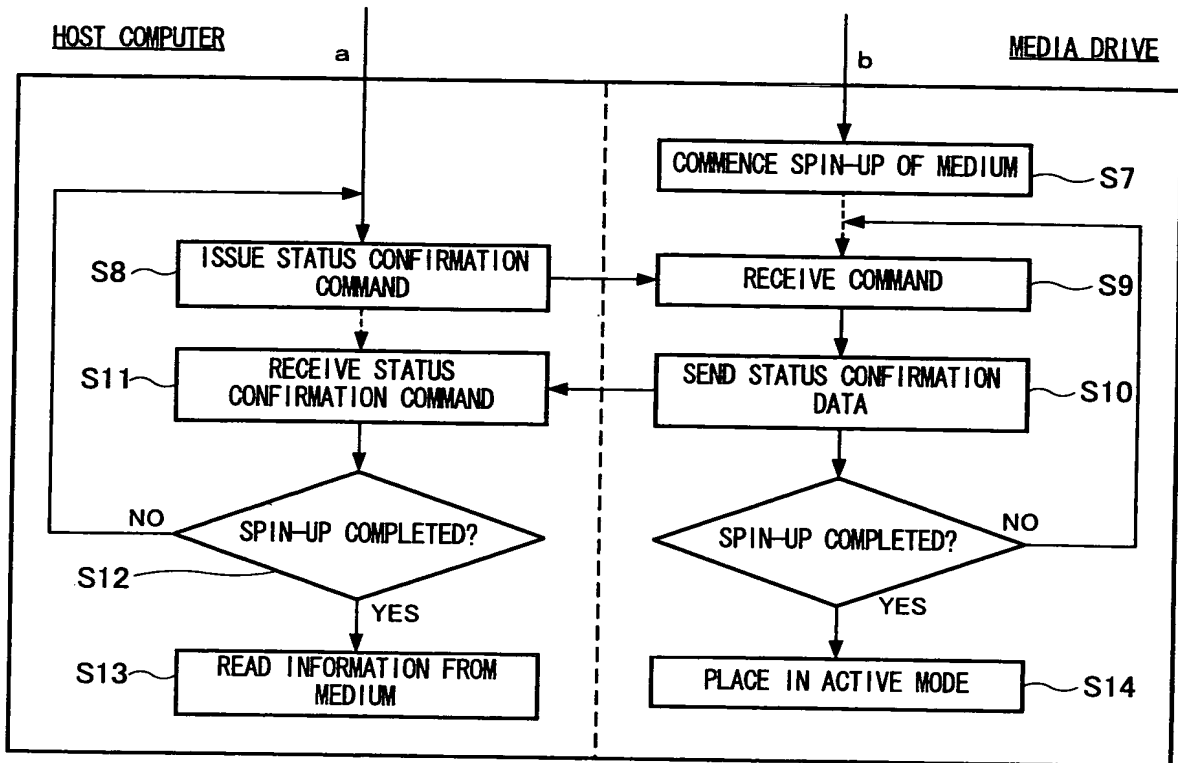 HOST COMPUTER
MEDIA DRIVE
a
b
COMMENCE SPIN-UP OF MEDIUM
S7
S8
ISSUE STATUS CONFIRMATION
COMMAND
RECEIVE COMMAND
S9
S11
RECEIVE STATUS
CONFIRMATION COMMAND
SEND STATUS CONFIRMATION
DATA
S10
NO
SPIN-UP COMPLETED?
S12
YES
SPIN-UP COMPLETED?
NO
YES
S13
READ INFORMATION FROM
MEDIUM
PLACE IN ACTIVE MODE
S14